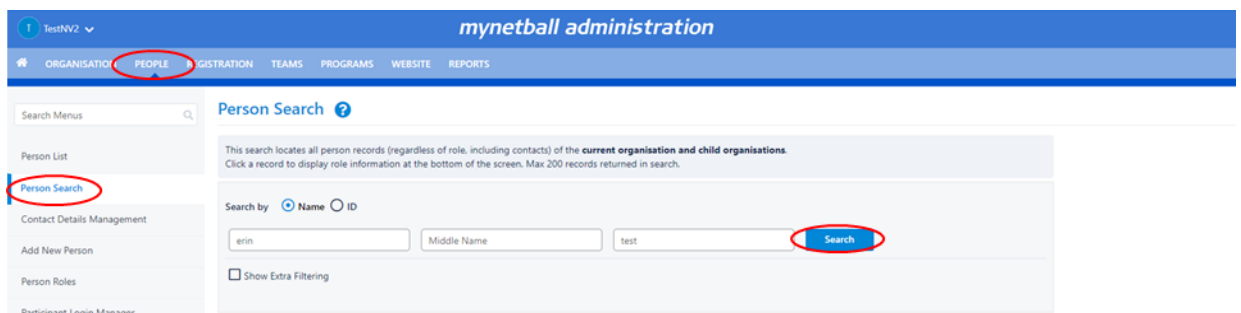 T TestNV2
mynetball administration
ORGANISATION PEOPLE REGISTRATION TEAMS PROGRAMS WEBSITE REPORTS
Search Menus
Person List
Person Search
Contact Details Management
Add New Person
Person Roles
Participant Login Manager
Person Search ?
This search locates all person records (regardless of role, including contacts) of the current organisation and child organisations.
Click a record to display role information at the bottom of the screen. Max 200 records returned in search.
Search by Name ID
erin Middle Name test Search
Show Extra Filtering